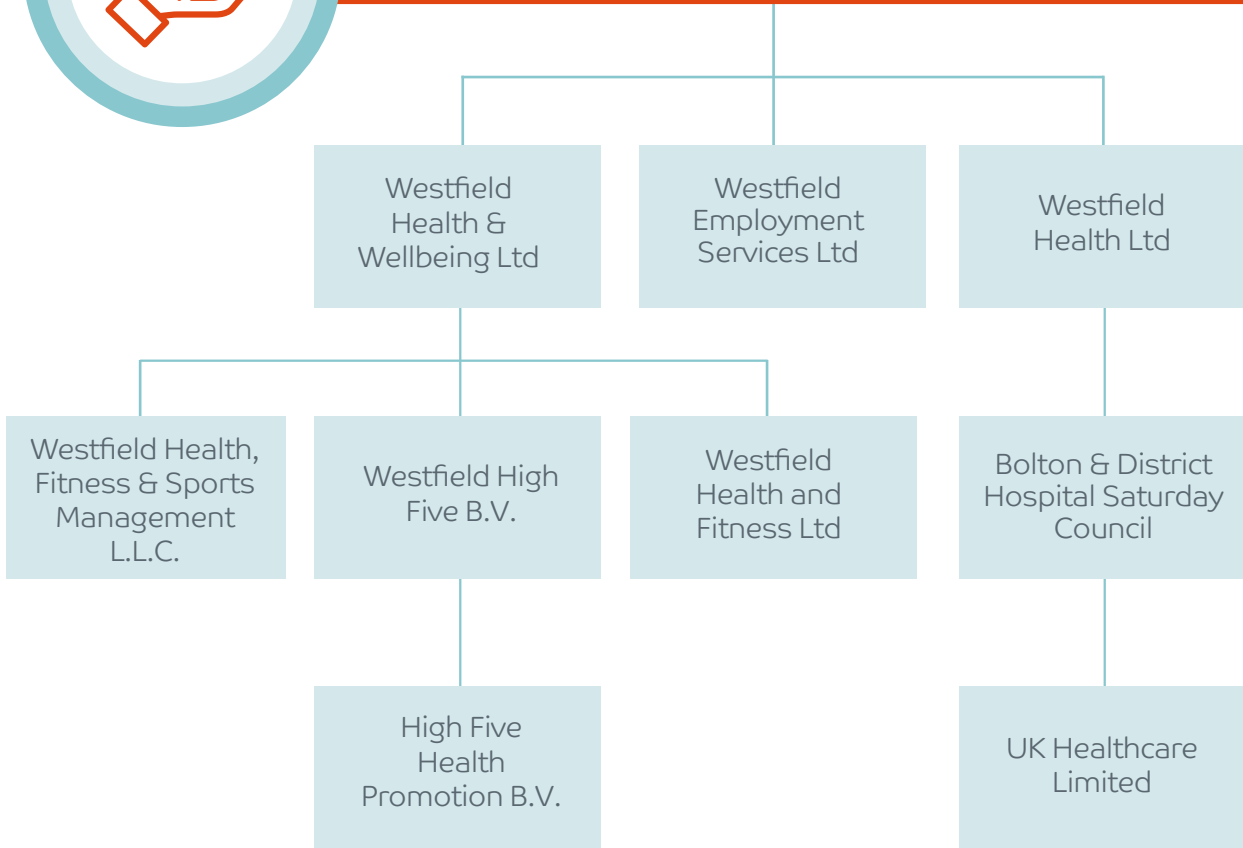 Westfield
Health &
Wellbeing Ltd
Westfield
Employment
Services Ltd
Westfield
Health Ltd
Westfield Health,
Fitness & Sports
Management
L.L.C.
Westfield High
Five B.V.
Westfield
Health and
Fitness Ltd
Bolton & District
Hospital Saturday
Council
High Five
Health
Promotion B.V.
UK Healthcare
Limited